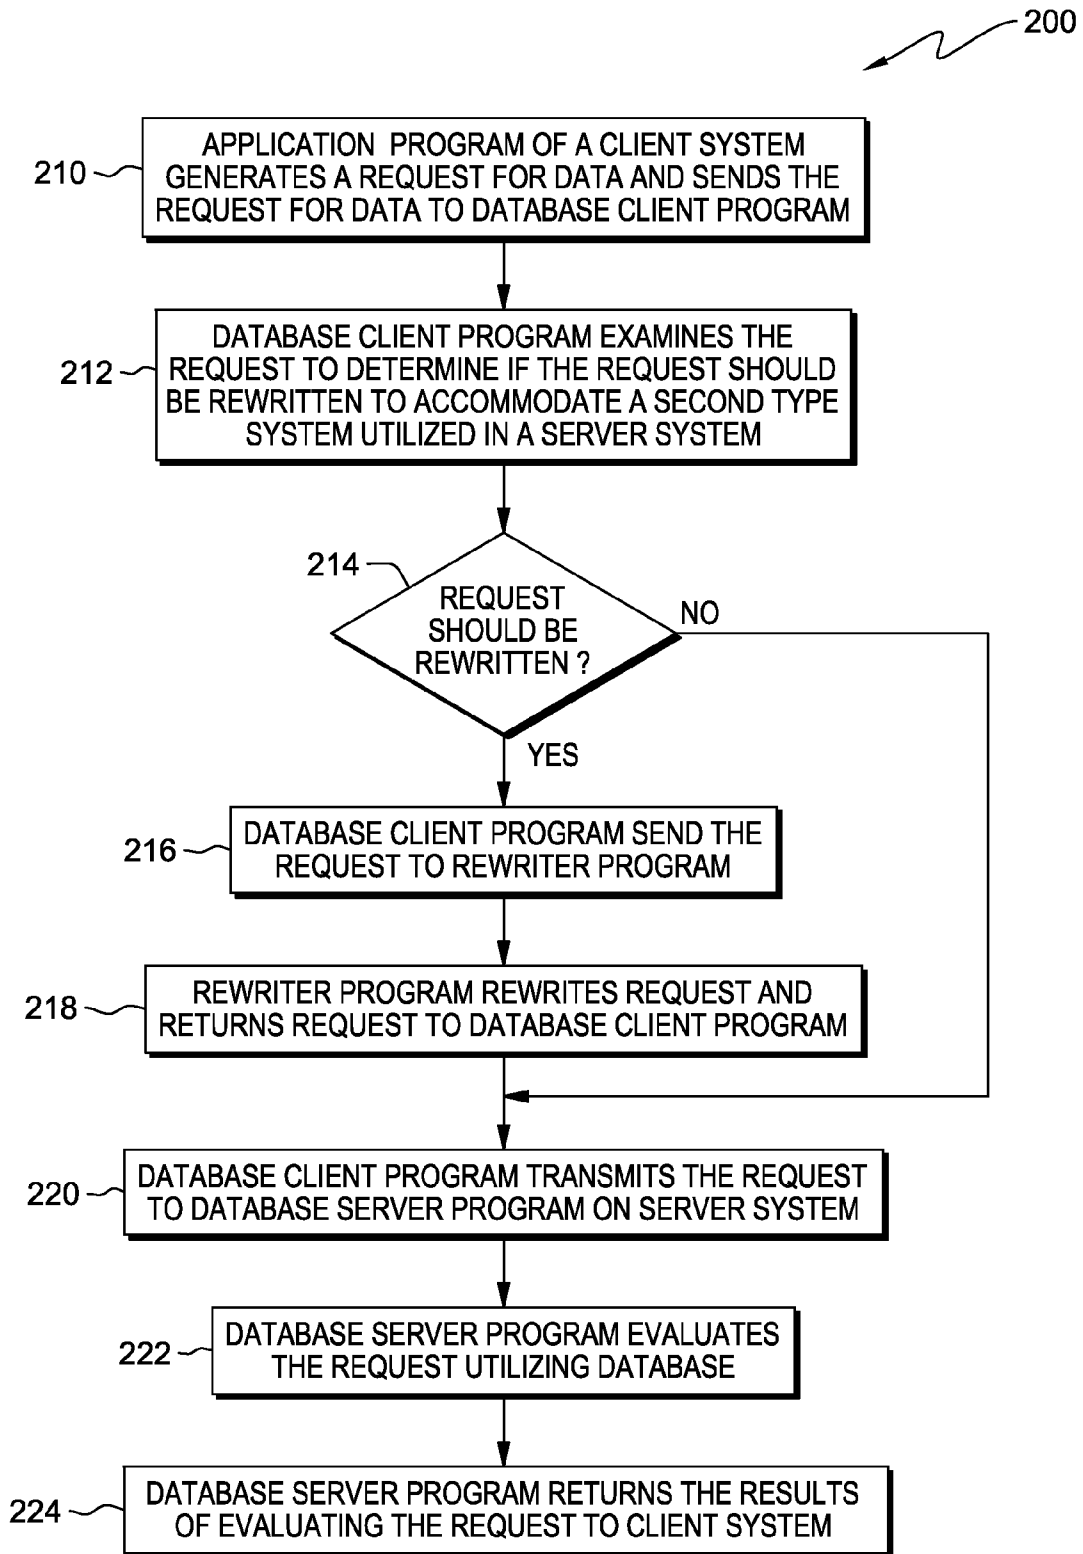 200
210
APPLICATION PROGRAM OF A CLIENT SYSTEM
GENERATES A REQUEST FOR DATA AND SENDS THE
REQUEST FOR DATA TO DATABASE CLIENT PROGRAM
212
DATABASE CLIENT PROGRAM EXAMINES THE
REQUEST TO DETERMINE IF THE REQUEST SHOULD
BE REWRITTEN TO ACCOMMODATE A SECOND TYPE
SYSTEM UTILIZED IN A SERVER SYSTEM
214
REQUEST
SHOULD BE
REWRITTEN ?
NO
YES
216
DATABASE CLIENT PROGRAM SEND THE
REQUEST TO REWRITER PROGRAM
218
REWRITER PROGRAM REWRITES REQUEST AND
RETURNS REQUEST TO DATABASE CLIENT PROGRAM
220
DATABASE CLIENT PROGRAM TRANSMITS THE REQUEST
TO DATABASE SERVER PROGRAM ON SERVER SYSTEM
222
DATABASE SERVER PROGRAM EVALUATES
THE REQUEST UTILIZING DATABASE
224
DATABASE SERVER PROGRAM RETURNS THE RESULTS
OF EVALUATING THE REQUEST TO CLIENT SYSTEM